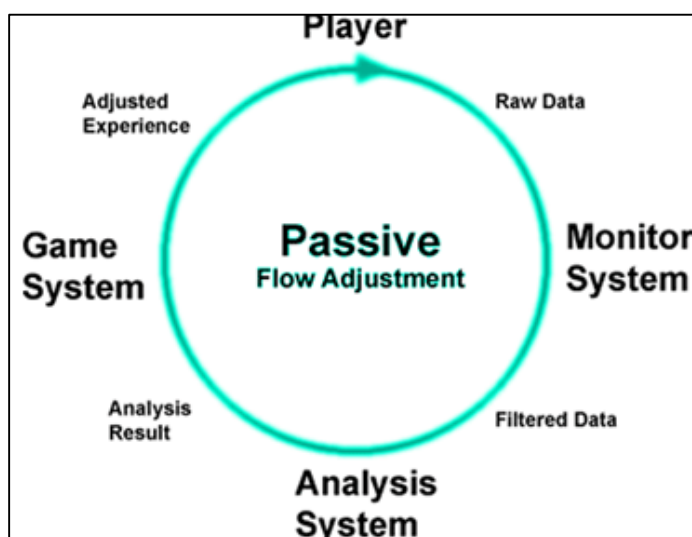 Player
Adjusted
Experience
Raw Data
Passive
Flow Adjustment
Game
System
Monitor
System
Analysis
Result
Filtered Data
Analysis
System